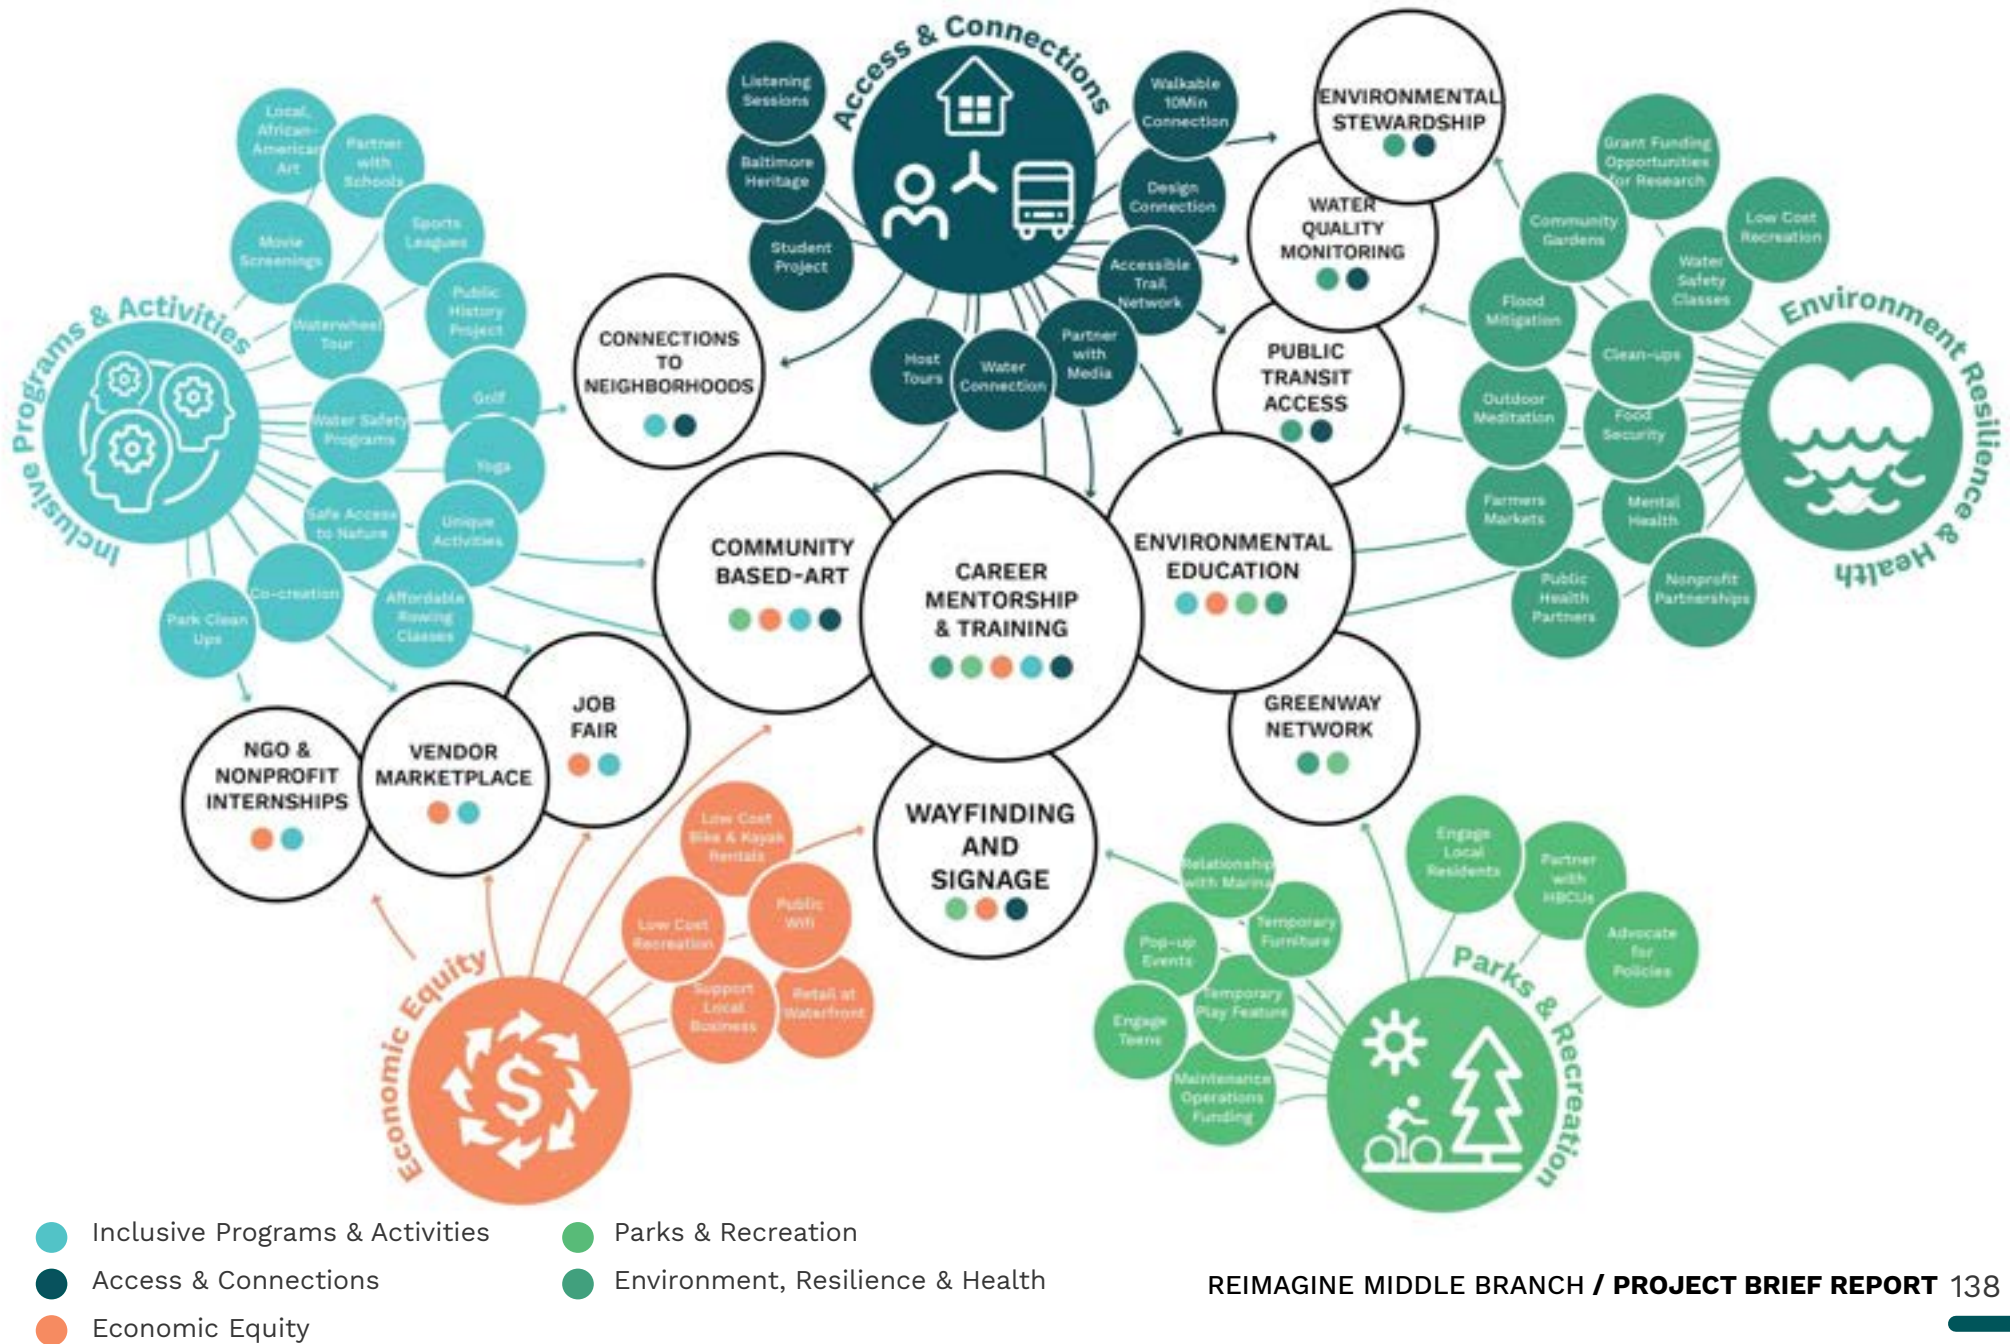 Access & Connections
Listening
Sessions
Baltimore
Heritage
Student
Project
Walkable
10Min
Connection
Design
Connection
Accessible
Trail
Network
Partner
with
Media
Water
Connection
Host
Tours
Inclusive Programs & Activities
Local,
African-
American
Art
Partner
with
Schools
Movie
Screenings
Sports
Leagues
Waterwheel
Tour
Public
History
Project
Golf
Water Safety
Programs
Yoga
Safe Access
to Nature
Unique
Activities
Co-creation
Affordable
Rowing
Classes
Park Clean
Ups
Environment Resilience & Health
Grant Funding
Opportunities
for Research
Community
Gardens
Low Cost
Recreation
Water
Safety
Classes
Flood
Mitigation
Clean-ups
Outdoor
Meditation
Food
Security
Farmers
Markets
Mental
Health
Public
Health
Partners
Nonprofit
Partnerships
ENVIRONMENTAL
STEWARDSHIP
WATER
QUALITY
MONITORING
PUBLIC
TRANSIT
ACCESS
CONNECTIONS
TO
NEIGHBORHOODS
COMMUNITY
BASED-ART
CAREER
MENTORSHIP
& TRAINING
ENVIRONMENTAL
EDUCATION
GREENWAY
NETWORK
JOB
FAIR
VENDOR
MARKETPLACE
NGO &
NONPROFIT
INTERNSHIPS
WAYFINDING
AND
SIGNAGE
Economic Equity
$
Low Cost
Bike & Kayak
Rentals
Low Cost
Recreation
Public
Wifi
Support
Local
Business
Retail at
Waterfront
Parks & Recreation
Relationship
with Marina
Temporary
Furniture
Pop-up
Events
Temporary
Play Feature
Engage
Teens
Maintenance
Operations
Funding
Engage
Local
Residents
Partner
with
HBCUs
Advocate
for
Policies
Inclusive Programs & Activities
Access & Connections
Economic Equity
Parks & Recreation
Environment, Resilience & Health
REIMAGINE MIDDLE BRANCH / PROJECT BRIEF REPORT 138